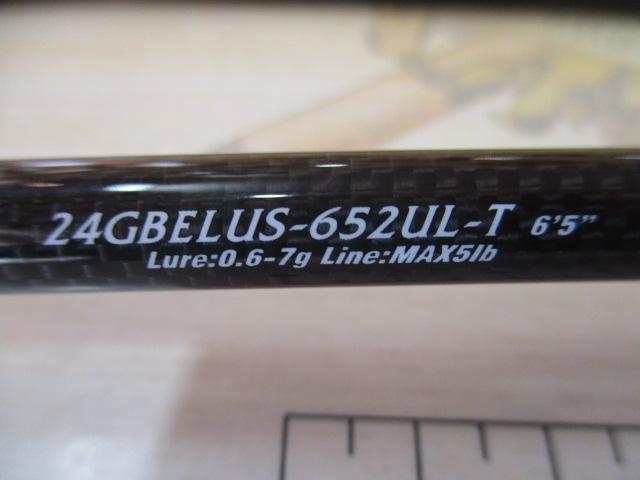 24GBELUS-652UL-T 6'5"
Lure:0.6-7g Line:MAX5lb